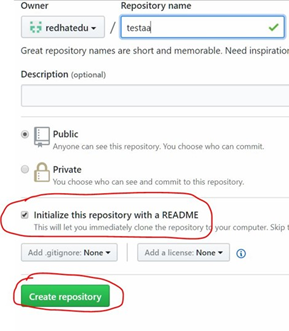 Owner Repository name
redhatedu / testaa
Great repository names are short and memorable. Need inspiration
Description (optional)
Public
Anyone can see this repository. You choose who can commit.
Private
You choose who can see and commit to this repository.
Initialize this repository with a README
This will let you immediately clone the repository to your computer. Skip t
Add .gitignore: None
Add a license: None
Create repository